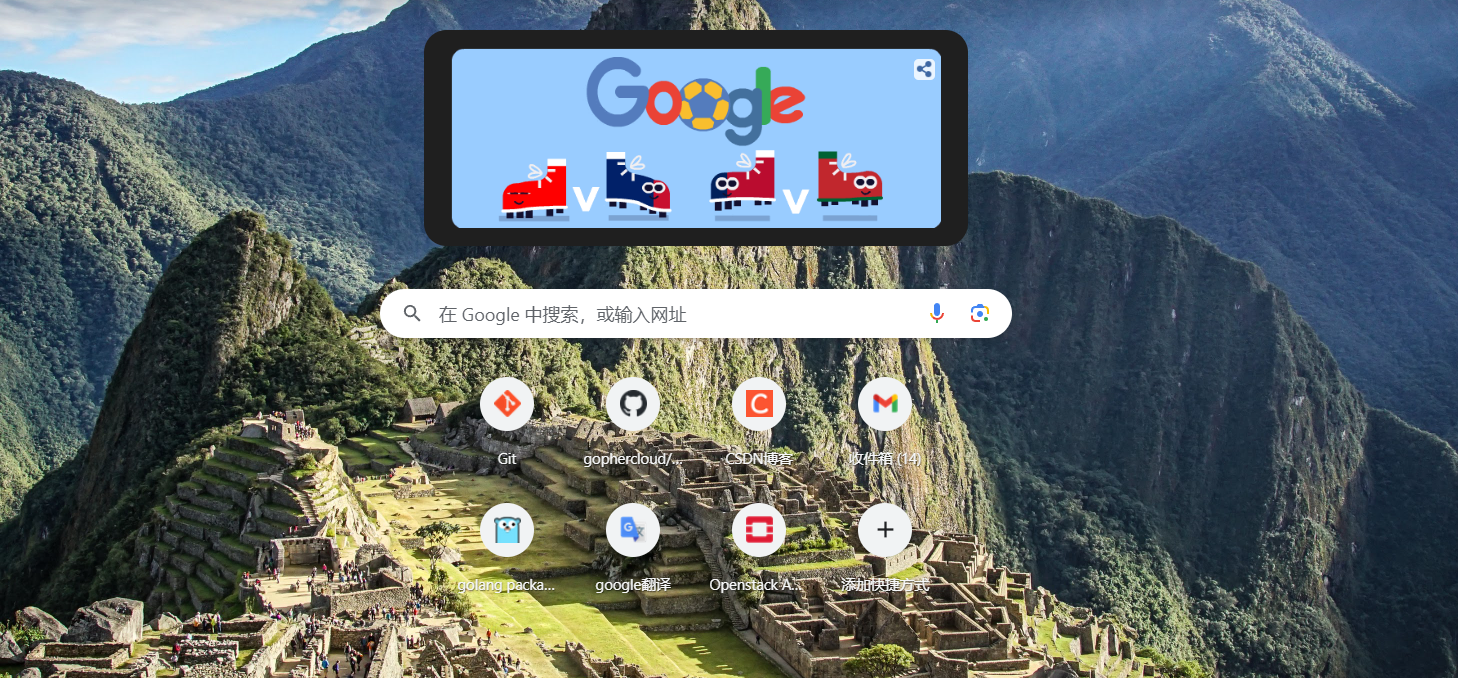 Google
V V
在 Google 中搜索，或输入网址
Git gophercloud/... CSDN博客 收件箱 (14)
golang packa... google翻译 Openstack A... 添加快捷方式